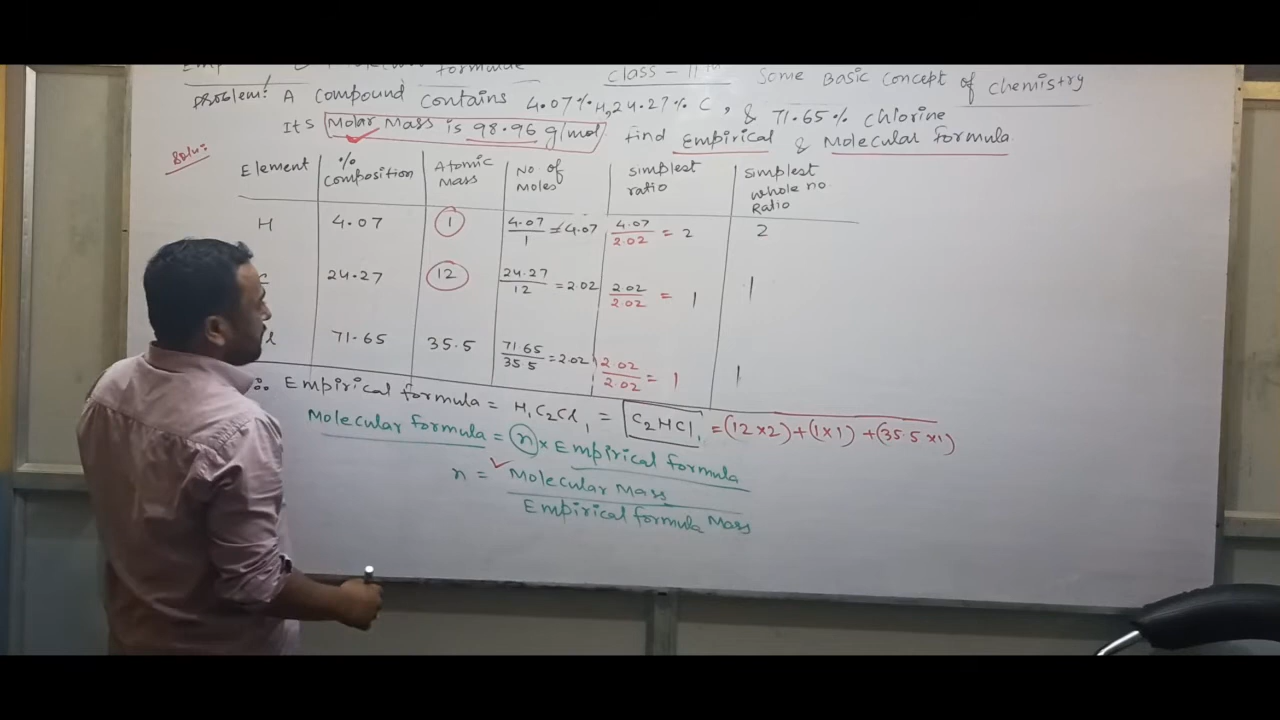 formulae Class - 11th Some Basic Concept of chemistry
Problem: A compound contains 4.07% H, 24.27% C, & 71.65% chlorine
Its Molar Mass is 98.96 g/mol find Empirical & Molecular formula.
Solu:
Element % composition Atomic Mass No of Moles simplest ratio simplest whole no Ratio
H 4.07 1 4.07/1 = 4.07 4.07/2.02 = 2 2
24.27 12 24.27/12 = 2.02 2.02/2.02 = 1 1
l 71.65 35.5 71.65/35.5 = 2.02 2.02/2.02 = 1 1
∴ Empirical formula = H₁C₂Cl₁ = C₂HCl₁ = (12×2)+(1×1)+(35.5×1)
Molecular formula = n × Empirical formula
n = Molecular Mass
Empirical formula Mass